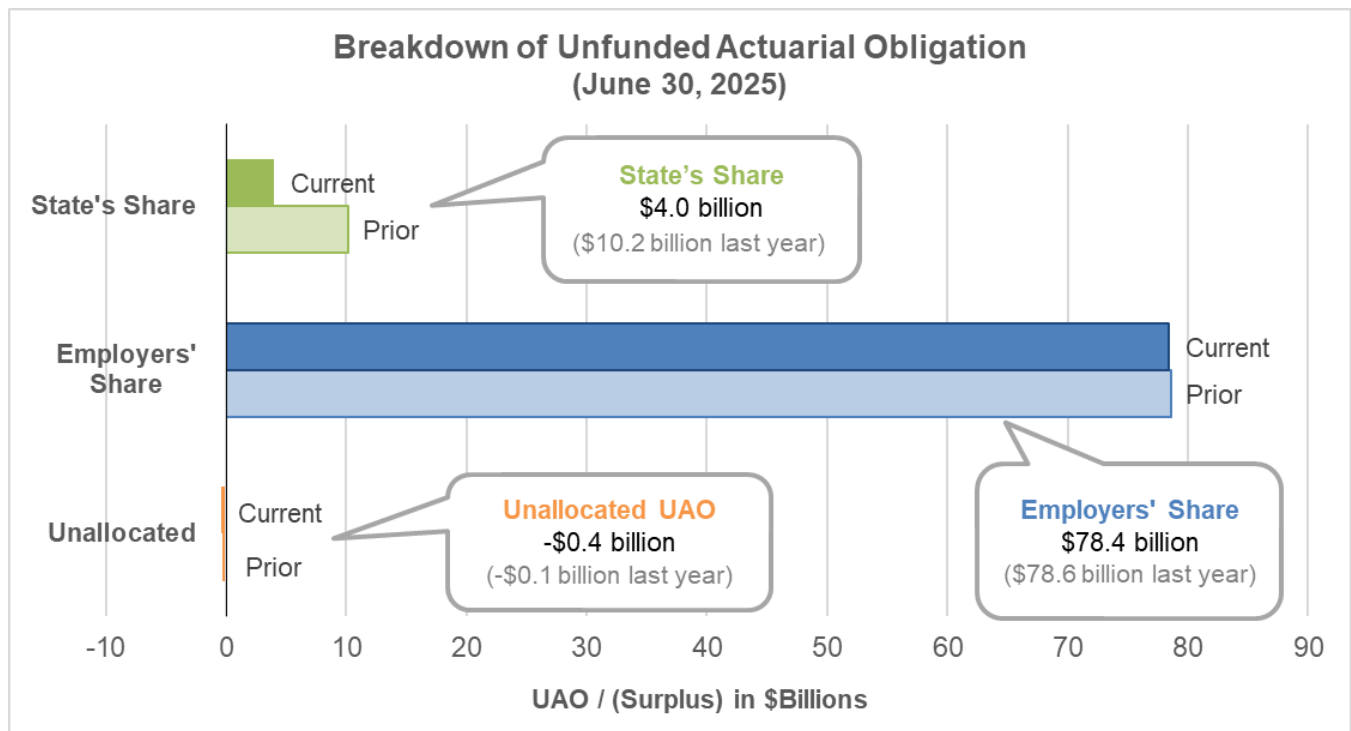 Breakdown of Unfunded Actuarial Obligation
(June 30, 2025)
State's Share
Current
Prior
State’s Share
$4.0 billion
($10.2 billion last year)
Employers'
Share
Current
Prior
Employers' Share
$78.4 billion
($78.6 billion last year)
Unallocated
Current
Prior
Unallocated UAO
-$0.4 billion
(-$0.1 billion last year)
-10 0 10 20 30 40 50 60 70 80 90
UAO / (Surplus) in $Billions